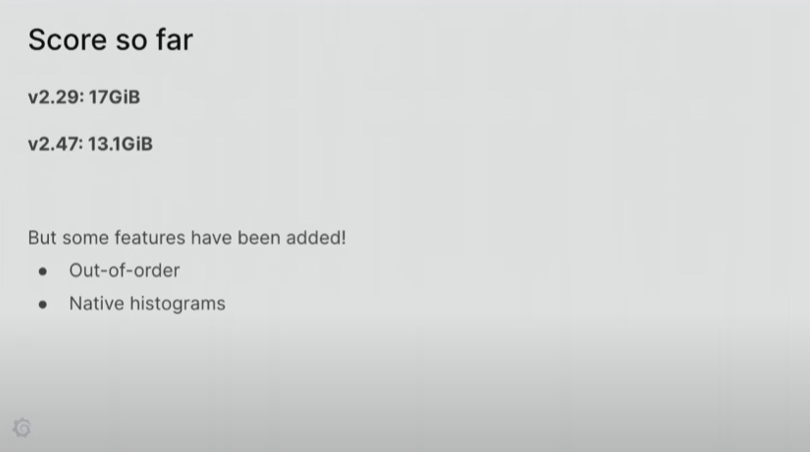 Score so far
v2.29: 17GiB
v2.47: 13.1GiB
But some features have been added!
● Out-of-order
● Native histograms